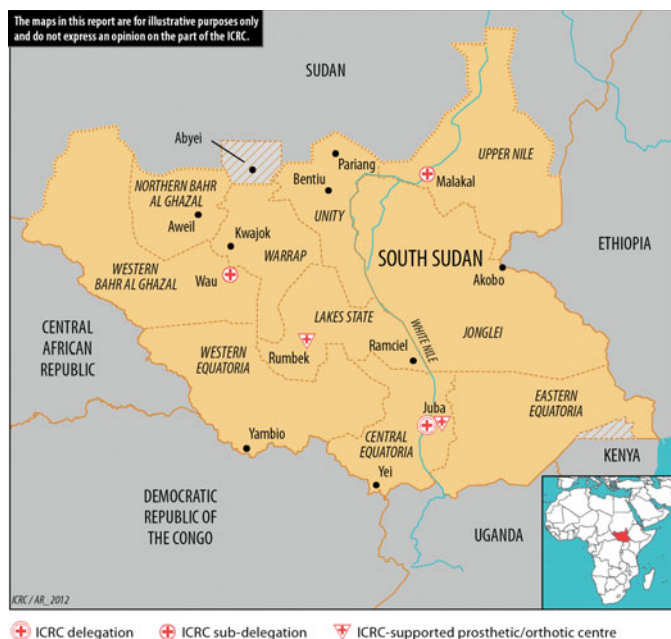 The maps in this report are for illustrative purposes only
and do not express an opinion on the part of the ICRC.
SUDAN
Abyei
Pariang
UPPER NILE
NORTHERN BAHR
AL GHAZAL
Bentiu
Malakal
Aweil
UNITY
Kwajok
WARRAP
SOUTH SUDAN
ETHIOPIA
WESTERN
BAHR AL GHAZAL
Wau
Akobo
LAKES STATE
CENTRAL
AFRICAN
REPUBLIC
WESTERN
EQUATORIA
Rumbek
Ramciel
WHITE NILE
JONGLEI
Juba
EASTERN
EQUATORIA
Yambio
CENTRAL
EQUATORIA
Yei
KENYA
DEMOCRATIC
REPUBLIC OF
THE CONGO
UGANDA
ICRC / AR_2012
ICRC delegation
ICRC sub-delegation
ICRC-supported prosthetic/orthotic centre